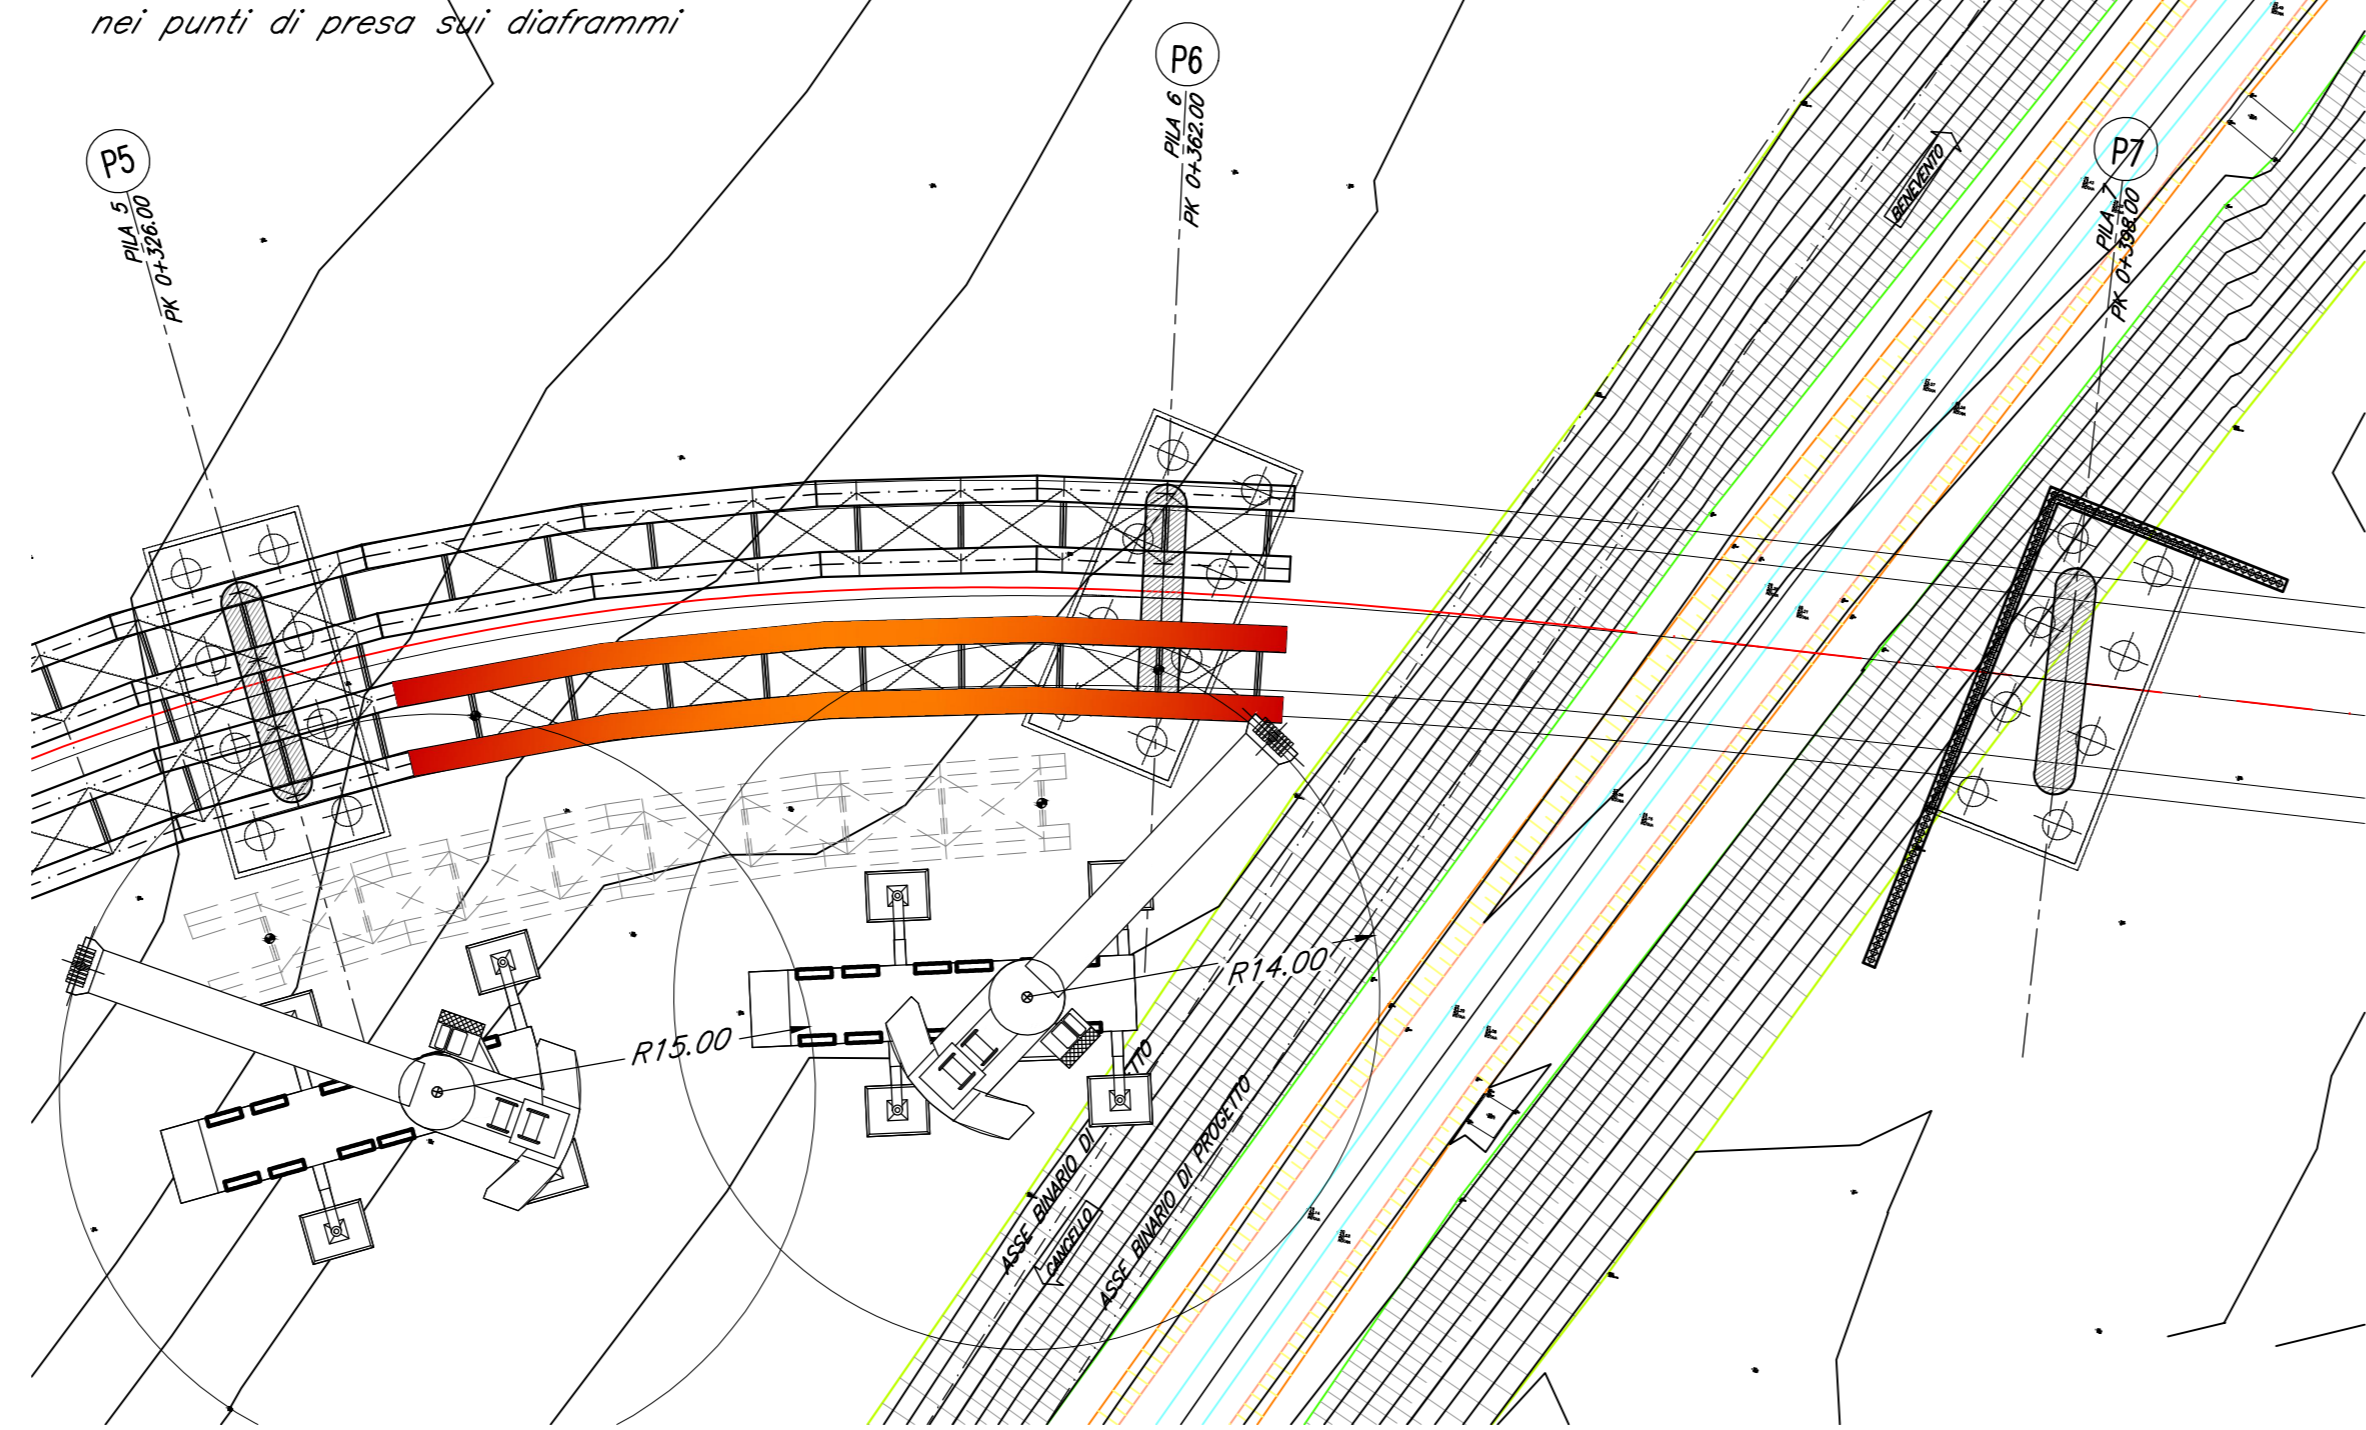 nei punti di presa sui diaframmi
P5
PILA 5
PK 0+326.00
P6
PILA 6
PK 0+362.00
P7
PILA 7
PK 0+398.00
BENEVENTO
R15.00
R14.00
ASSE BINARIO DI
TTO
CANCELLO
ASSE BINARIO DI PROGETTO